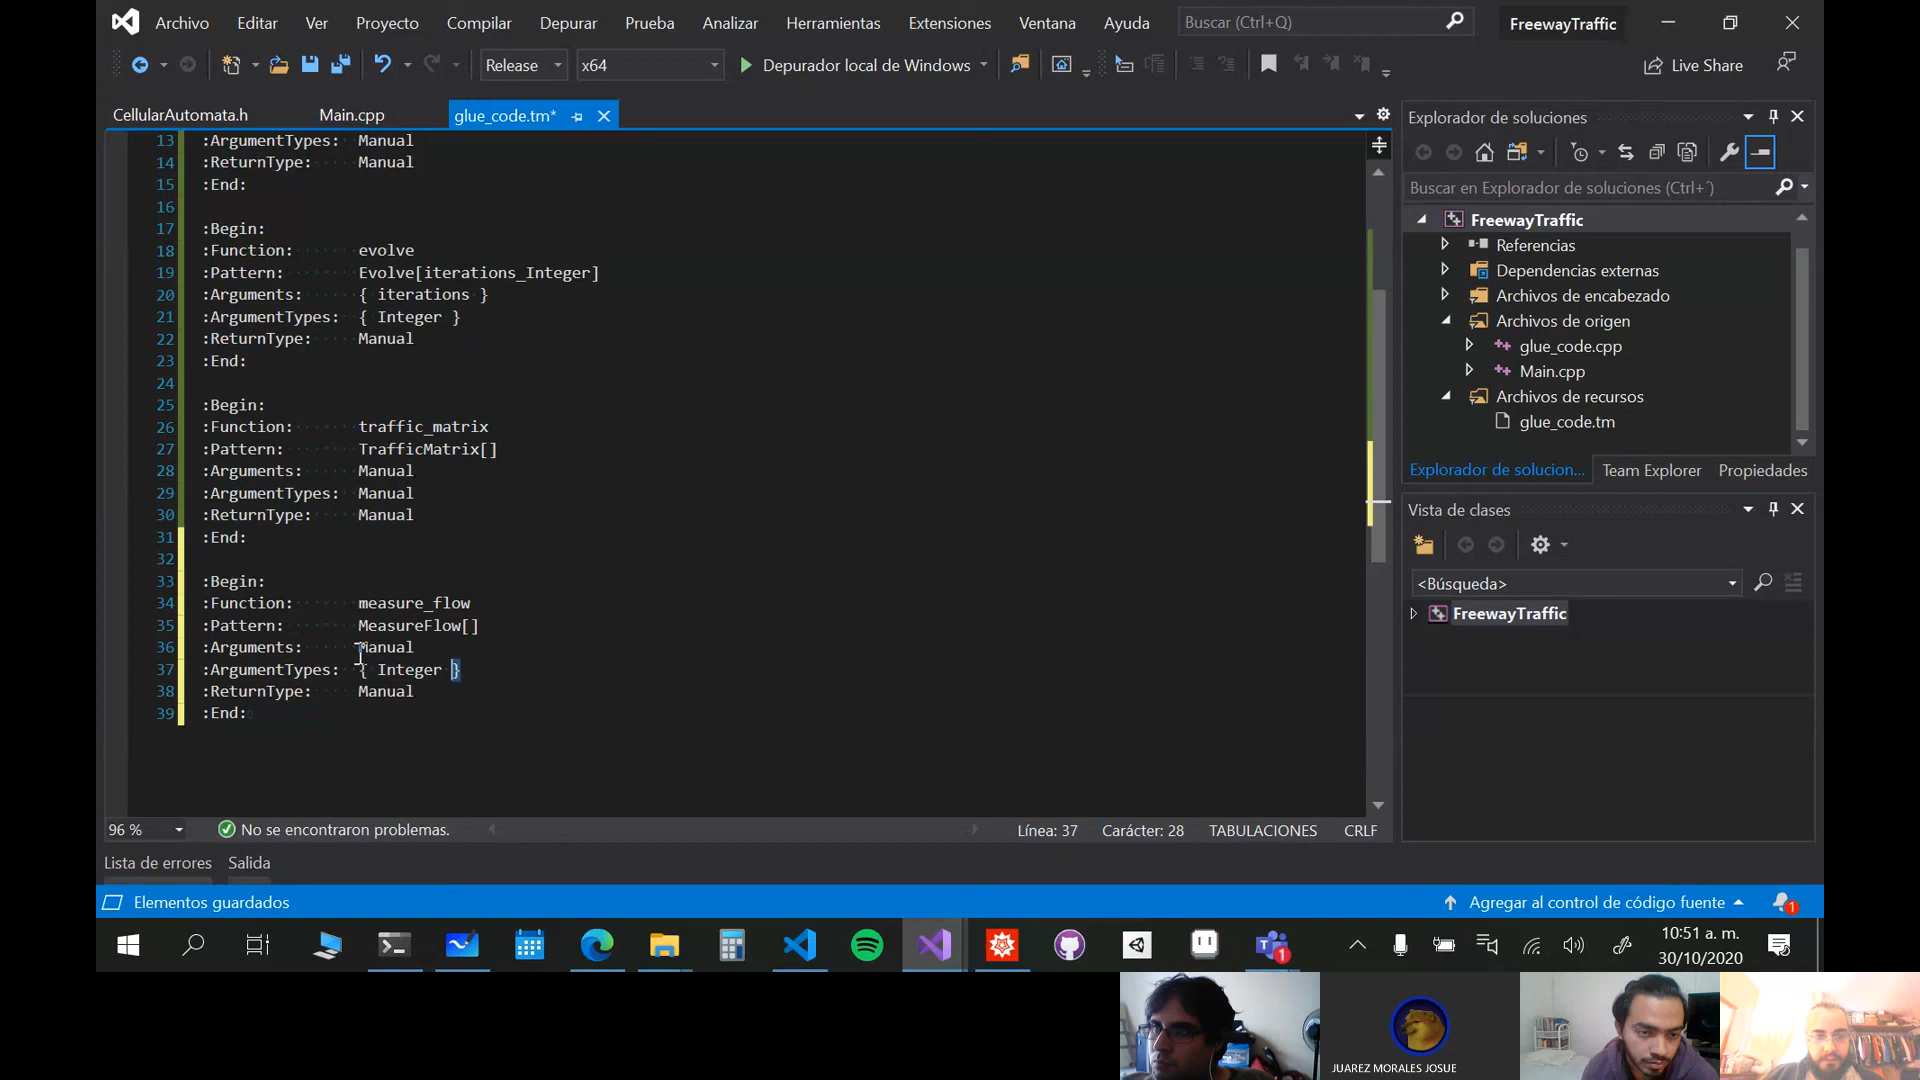 Archivo Editar Ver Proyecto Compilar Depurar Prueba Analizar Herramientas Extensiones Ventana Ayuda Buscar (Ctrl+Q) FreewayTraffic
Release x64 Depurador local de Windows Live Share
CellularAutomata.h Main.cpp glue_code.tm*
13 :ArgumentTypes: Manual
14 :ReturnType: Manual
15 :End:
16
17 :Begin:
18 :Function: evolve
19 :Pattern: Evolve[iterations_Integer]
20 :Arguments: { iterations }
21 :ArgumentTypes: { Integer }
22 :ReturnType: Manual
23 :End:
24
25 :Begin:
26 :Function: traffic_matrix
27 :Pattern: TrafficMatrix[]
28 :Arguments: Manual
29 :ArgumentTypes: Manual
30 :ReturnType: Manual
31 :End:
32
33 :Begin:
34 :Function: measure_flow
35 :Pattern: MeasureFlow[]
36 :Arguments: Manual
37 :ArgumentTypes: { Integer }
38 :ReturnType: Manual
39 :End:
96 % No se encontraron problemas. Línea: 37 Carácter: 28 TABULACIONES CRLF
Lista de errores Salida
Explorador de soluciones
Buscar en Explorador de soluciones (Ctrl+´)
FreewayTraffic
Referencias
Dependencias externas
Archivos de encabezado
Archivos de origen
glue_code.cpp
Main.cpp
Archivos de recursos
glue_code.tm
Explorador de solucion... Team Explorer Propiedades
Vista de clases
<Búsqueda>
FreewayTraffic
Elementos guardados Agregar al control de código fuente 1
1
10:51 a. m.
30/10/2020
JUAREZ MORALES JOSUE